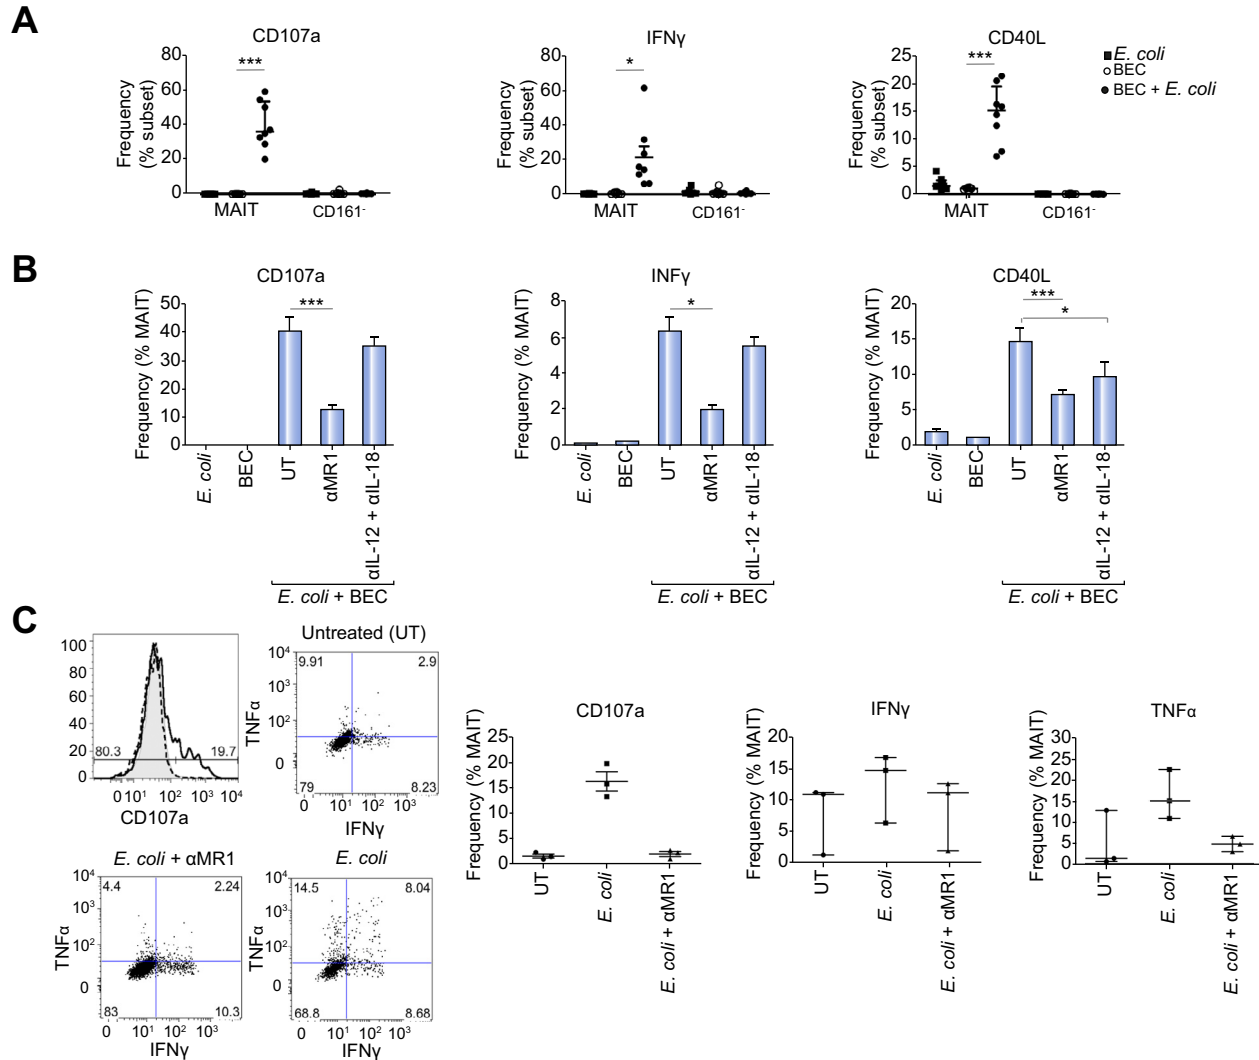 A
CD107a
Frequency
(% subset)
80
60
40
20
0
***
MAIT
CD161-
IFNγ
Frequency
(% subset)
80
60
40
20
0
*
MAIT
CD161-
CD40L
Frequency
(% subset)
25
20
15
10
5
0
***
MAIT
CD161-
E. coli
BEC
BEC + E. coli
B
CD107a
Frequency (% MAIT)
50
40
30
20
10
0
***
E. coli
BEC
UT
αMR1
αIL-12 + αIL-18
E. coli + BEC
INFγ
Frequency (% MAIT)
8
6
4
2
0
*
E. coli
BEC
UT
αMR1
αIL-12 + αIL-18
E. coli + BEC
CD40L
Frequency (% MAIT)
20
15
10
5
0
***
*
E. coli
BEC
UT
αMR1
αIL-12 + αIL-18
E. coli + BEC
C
100
80
60
40
20
0
80.3
19.7
0 10¹ 10² 10³ 10⁴
CD107a
Untreated (UT)
TNFα
10⁴
10³
10²
0
9.91
2.9
79
8.23
0 10¹ 10² 10³
IFNγ
E. coli + αMR1
TNFα
10⁴
10³
10²
0
4.4
2.24
83
10.3
0 10¹ 10² 10³
IFNγ
E. coli
TNFα
10⁴
10³
10²
0
14.5
8.04
68.8
8.68
0 10¹ 10² 10³
IFNγ
CD107a
Frequency (% MAIT)
25
20
15
10
5
0
UT
E. coli
E. coli + αMR1
IFNγ
Frequency (% MAIT)
20
15
10
5
0
UT
E. coli
E. coli + αMR1
TNFα
Frequency (% MAIT)
30
25
20
15
10
5
0
UT
E. coli
E. coli + αMR1